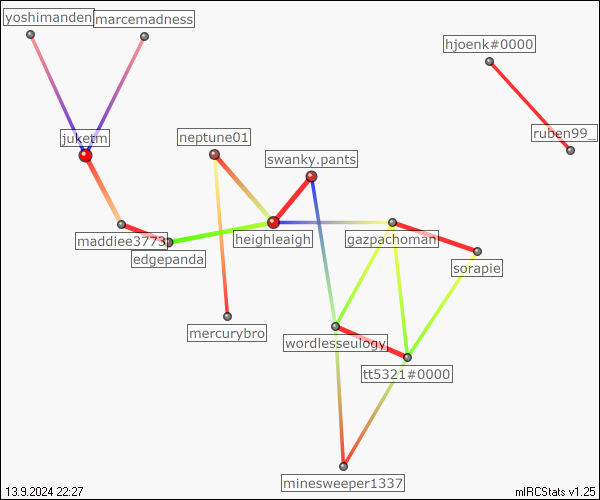 yoshimanden
marcemadness
hjoenk#0000
ruben99_
juketm
neptune01
swanky.pants
maddiee3773
heighleaigh
gazpachoman
edgepanda
sorapie
mercurybro
wordlesseulogy
tt5321#0000
minesweeper1337
13.9.2024 22:27
mIRCStats v1.25